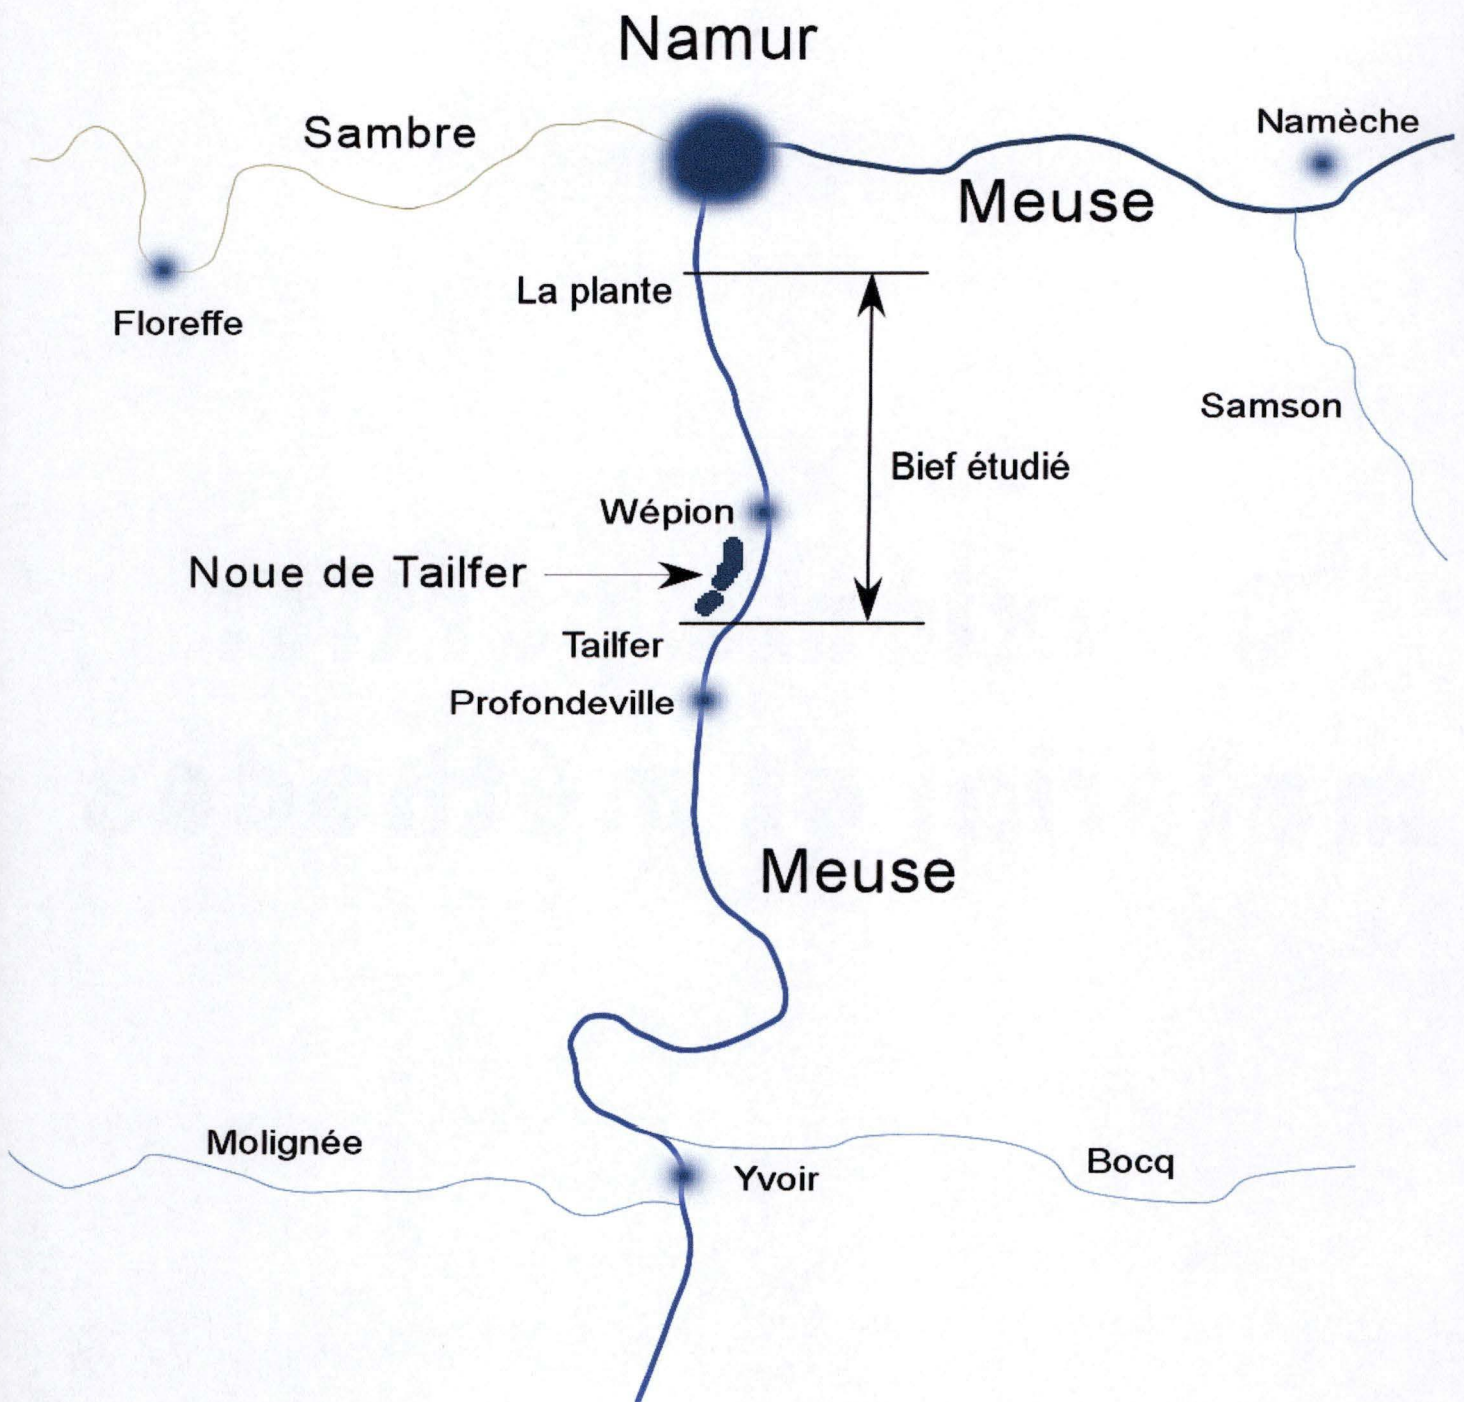 Namur
Sambre
Namèche
Meuse
La plante
Floreffe
Samson
Bief étudié
Wépion
Noue de Tailfer
Tailfer
Profondeville
Meuse
Molignée
Yvoir
Bocq